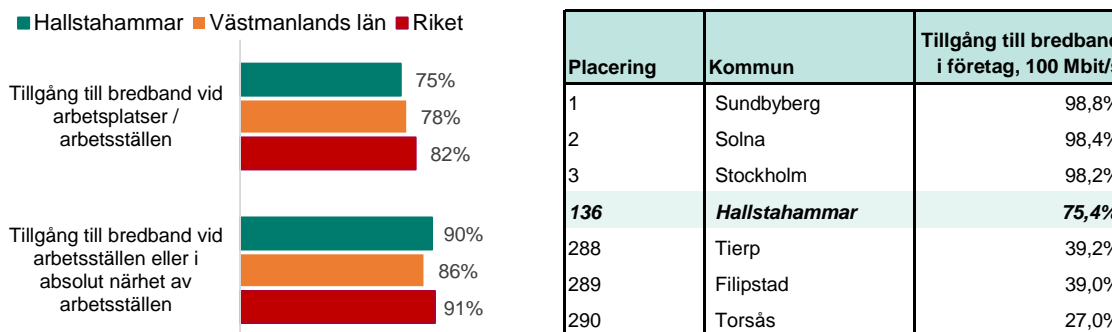 Hallstahammar Västmanlands län Riket
Tillgång till bredband vid
arbetsplatser /
arbetsställen
75%
78%
82%
Tillgång till bredband vid
arbetsställen eller i
absolut närhet av
arbetsställen
90%
86%
91%
Placering Kommun Tillgång till bredband
i företag, 100 Mbit/s
1 Sundbyberg 98,8%
2 Solna 98,4%
3 Stockholm 98,2%
136 Hallstahammar 75,4%
288 Tierp 39,2%
289 Filipstad 39,0%
290 Torsås 27,0%